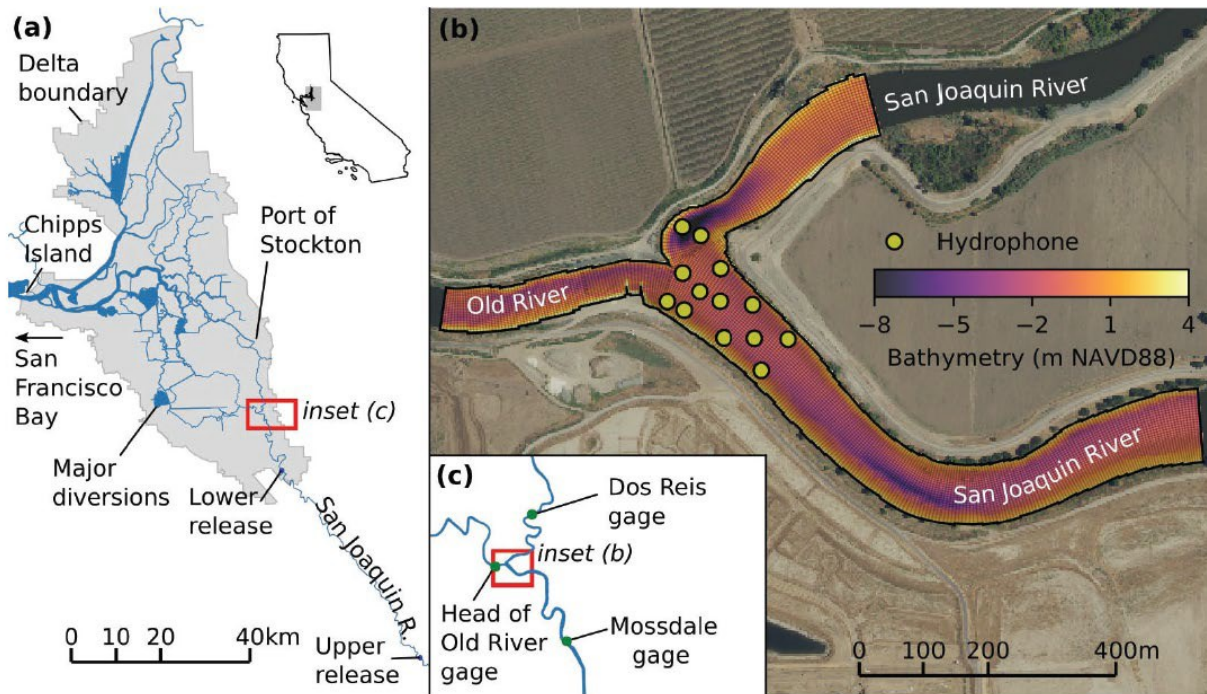 (a)
Delta
boundary
Chipps
Island
Port of
Stockton
San
Francisco
Bay
inset (c)
Major
diversions
Lower
release
San Joaquin R.
Upper
release
0 10 20 40km
(b)
San Joaquin River
Hydrophone
Old River
−8 −5 −2 1 4
Bathymetry (m NAVD88)
San Joaquin River
0 100 200 400m
(c)
Dos Reis
gage
inset (b)
Head of
Old River
gage
Mossdale
gage